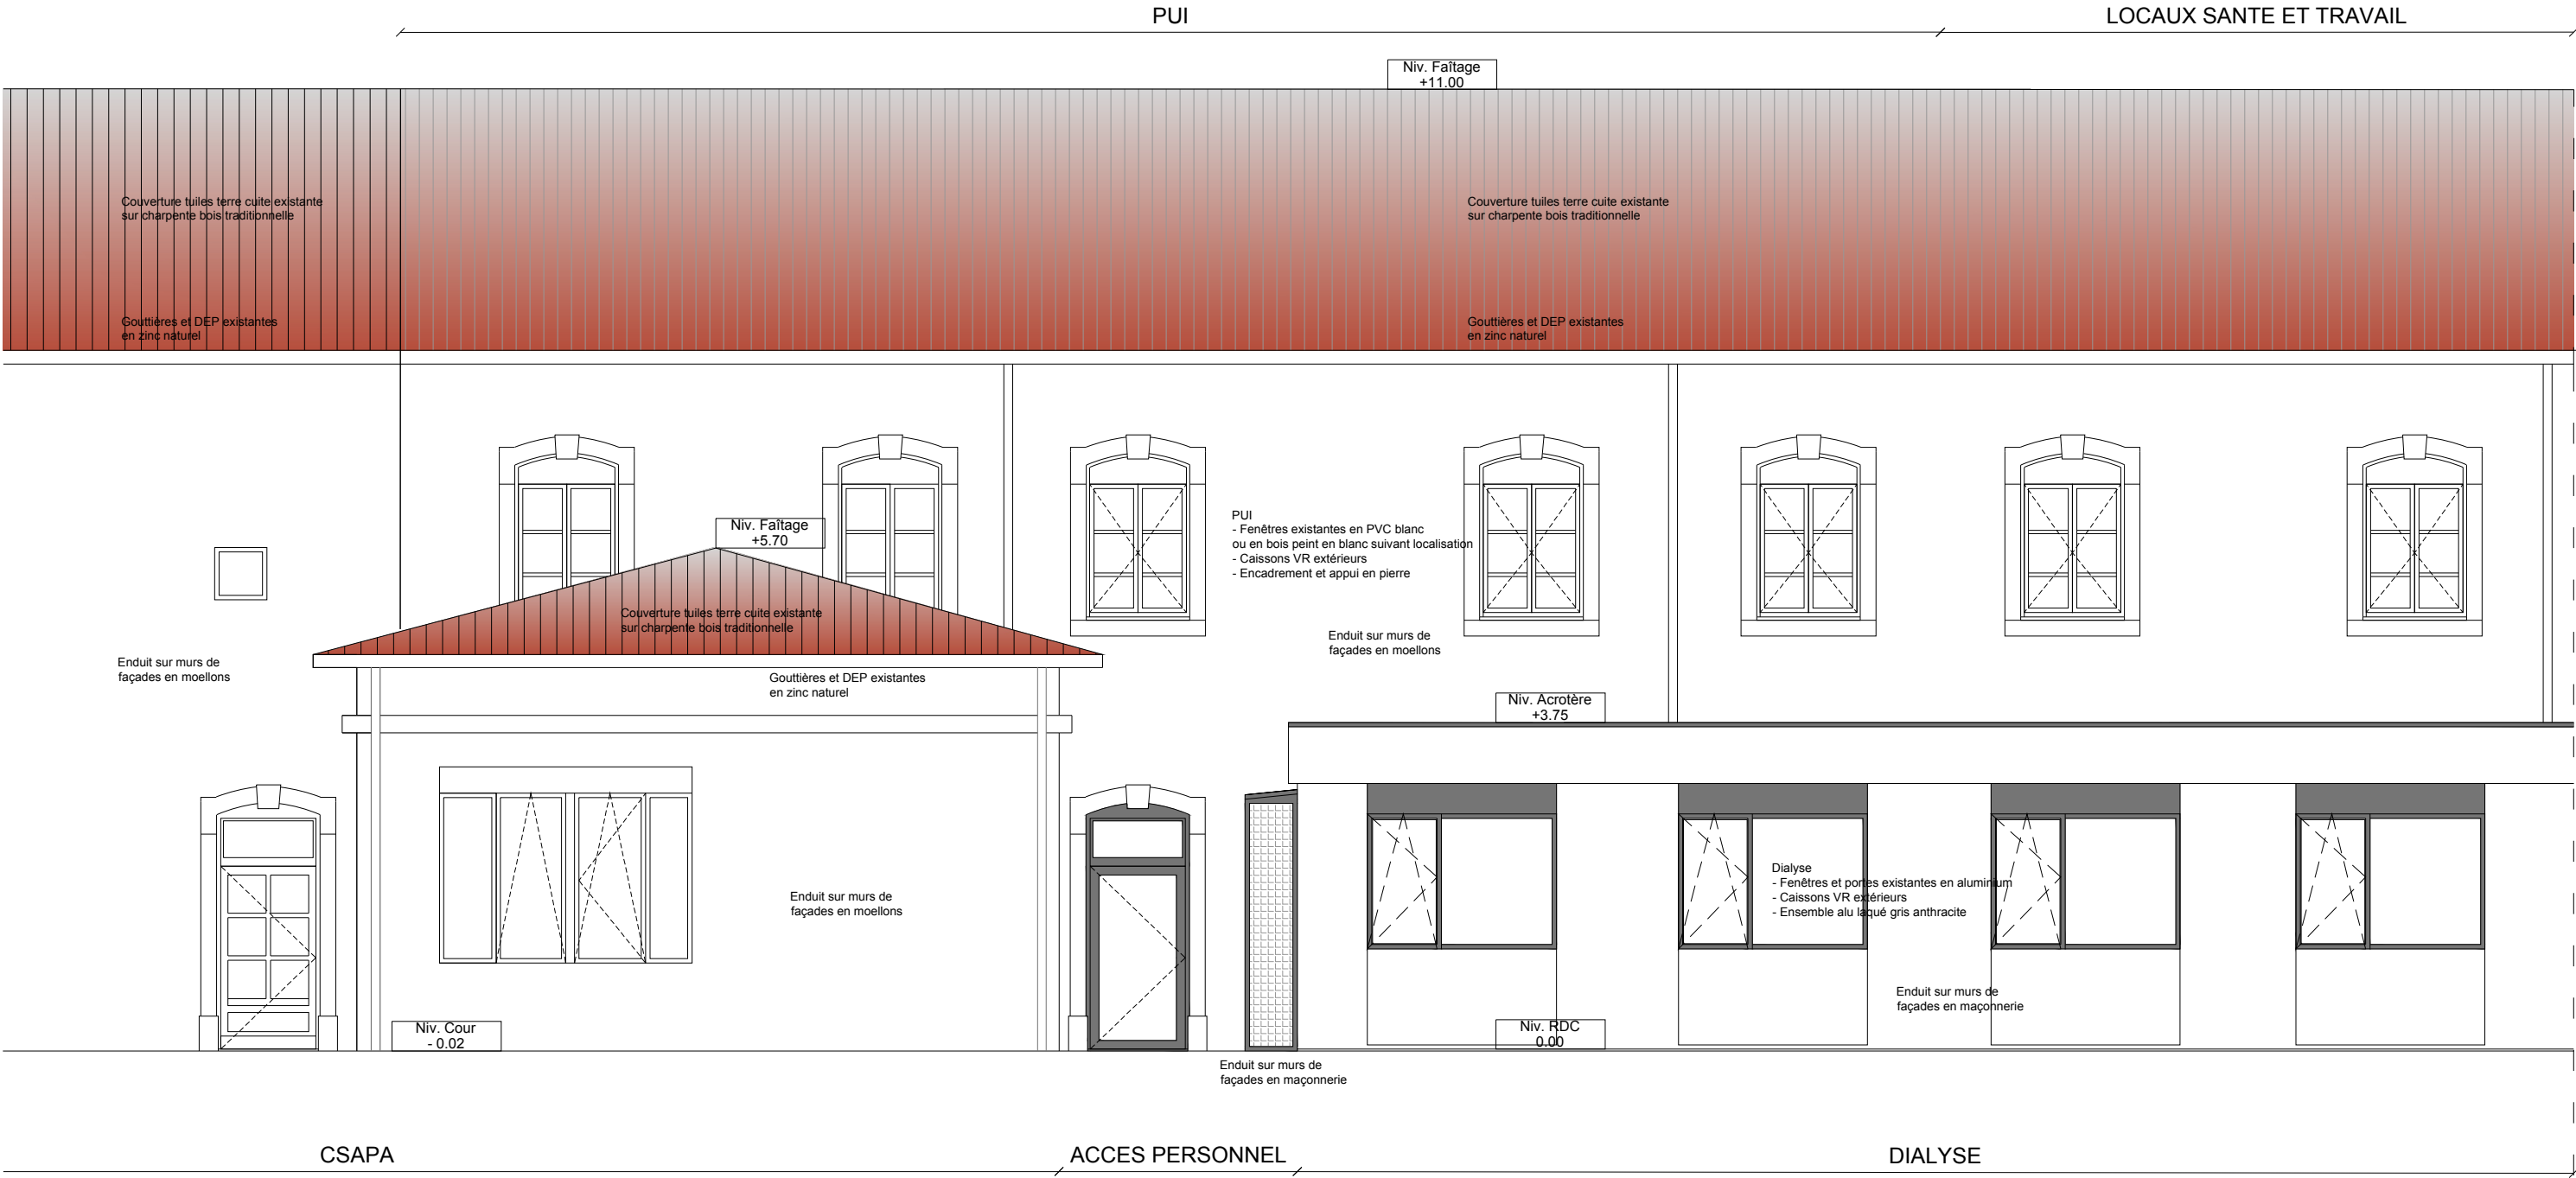 PUI
LOCAUX SANTE ET TRAVAIL
Niv. Faîtage
+11.00
Couverture tuiles terre cuite existante
sur charpente bois traditionnelle
Couverture tuiles terre cuite existante
sur charpente bois traditionnelle
Gouttières et DEP existantes
en zinc naturel
Gouttières et DEP existantes
en zinc naturel
Niv. Faîtage
+5.70
PUI
- Fenêtres existantes en PVC blanc
ou en bois peint en blanc suivant localisation
- Caissons VR extérieurs
- Encadrement et appui en pierre
Couverture tuiles terre cuite existante
sur charpente bois traditionnelle
Enduit sur murs de
façades en moellons
Enduit sur murs de
façades en moellons
Gouttières et DEP existantes
en zinc naturel
Niv. Acrotère
+3.75
Enduit sur murs de
façades en moellons
Dialyse
- Fenêtres et portes existantes en aluminium
- Caissons VR extérieurs
- Ensemble alu laqué gris anthracite
Enduit sur murs de
façades en maçonnerie
Niv. Cour
- 0.02
Niv. RDC
0.00
Enduit sur murs de
façades en maçonnerie
CSAPA
ACCES PERSONNEL
DIALYSE